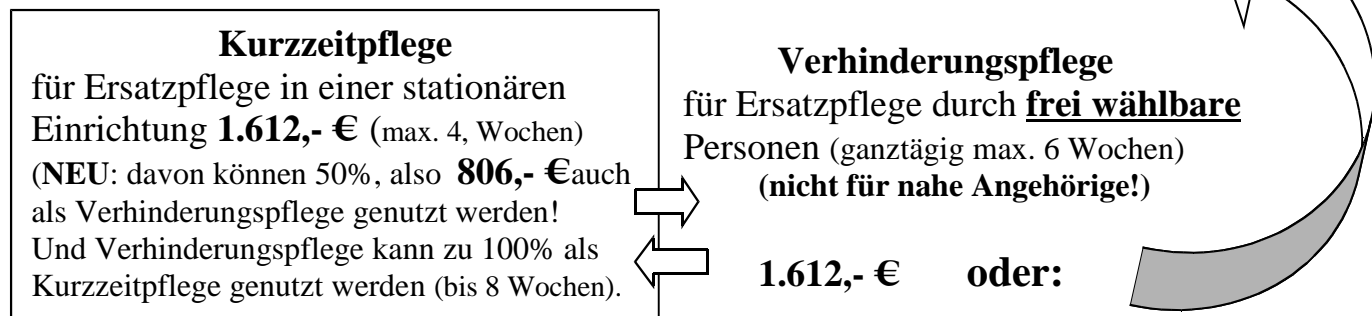 Kurzzeitpflege
für Ersatzpflege in einer stationären
Einrichtung 1.612,- € (max. 4, Wochen)
(NEU: davon können 50%, also 806,- €auch
als Verhinderungspflege genutzt werden!
Und Verhinderungspflege kann zu 100% als
Kurzzeitpflege genutzt werden (bis 8 Wochen).
Verhinderungspflege
für Ersatzpflege durch frei wählbare
Personen (ganztägig max. 6 Wochen)
(nicht für nahe Angehörige!)
1.612,- € oder: